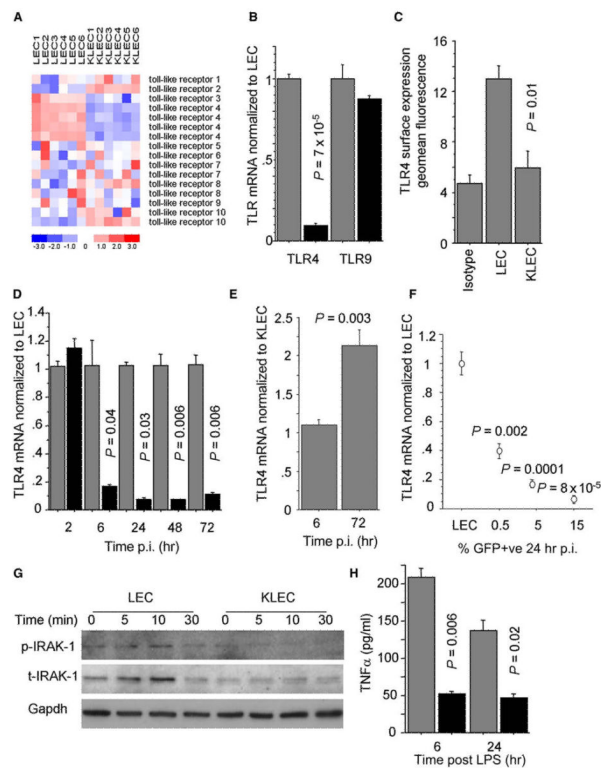 A
LEC1 LEC2 LEC3 LEC4 LEC5 LEC6 KLEC1 KLEC2 KLEC3 KLEC4 KLEC5 KLEC6
toll-like receptor 1
toll-like receptor 2
toll-like receptor 3
toll-like receptor 4
toll-like receptor 4
toll-like receptor 4
toll-like receptor 4
toll-like receptor 5
toll-like receptor 6
toll-like receptor 7
toll-like receptor 7
toll-like receptor 8
toll-like receptor 8
toll-like receptor 9
toll-like receptor 10
toll-like receptor 10
-3.0 -2.0 -1.0 0 1.0 2.0 3.0
B
TLR mRNA normalized to LEC
1
.5
0
P = 7 x 10-5
TLR4 TLR9
C
TLR4 surface expression
geomean fluorescence
15
10
5
0
P = 0.01
Isotype LEC KLEC
D
TLR4 mRNA normalized to LEC
1.4
1.2
1
.8
.6
.4
.2
0
P = 0.04 P = 0.03 P = 0.006 P = 0.006
2 6 24 48 72
Time p.i. (hr)
E
TLR4 mRNA normalized to KLEC
2.5
2
1.5
1
.5
0
P = 0.003
6 72
Time p.i. (hr)
F
TLR4 mRNA normalized to LEC
1.2
1
.8
.6
.4
.2
0
P = 0.002
P = 0.0001
P = 8 x 10-5
LEC 0.5 5 15
% GFP+ve 24 hr p.i.
G
LEC KLEC
Time (min) 0 5 10 30 0 5 10 30
p-IRAK-1
t-IRAK-1
Gapdh
H
TNFα (pg/ml)
250
200
150
100
50
0
P = 0.006 P = 0.02
6 24
Time post LPS (hr)